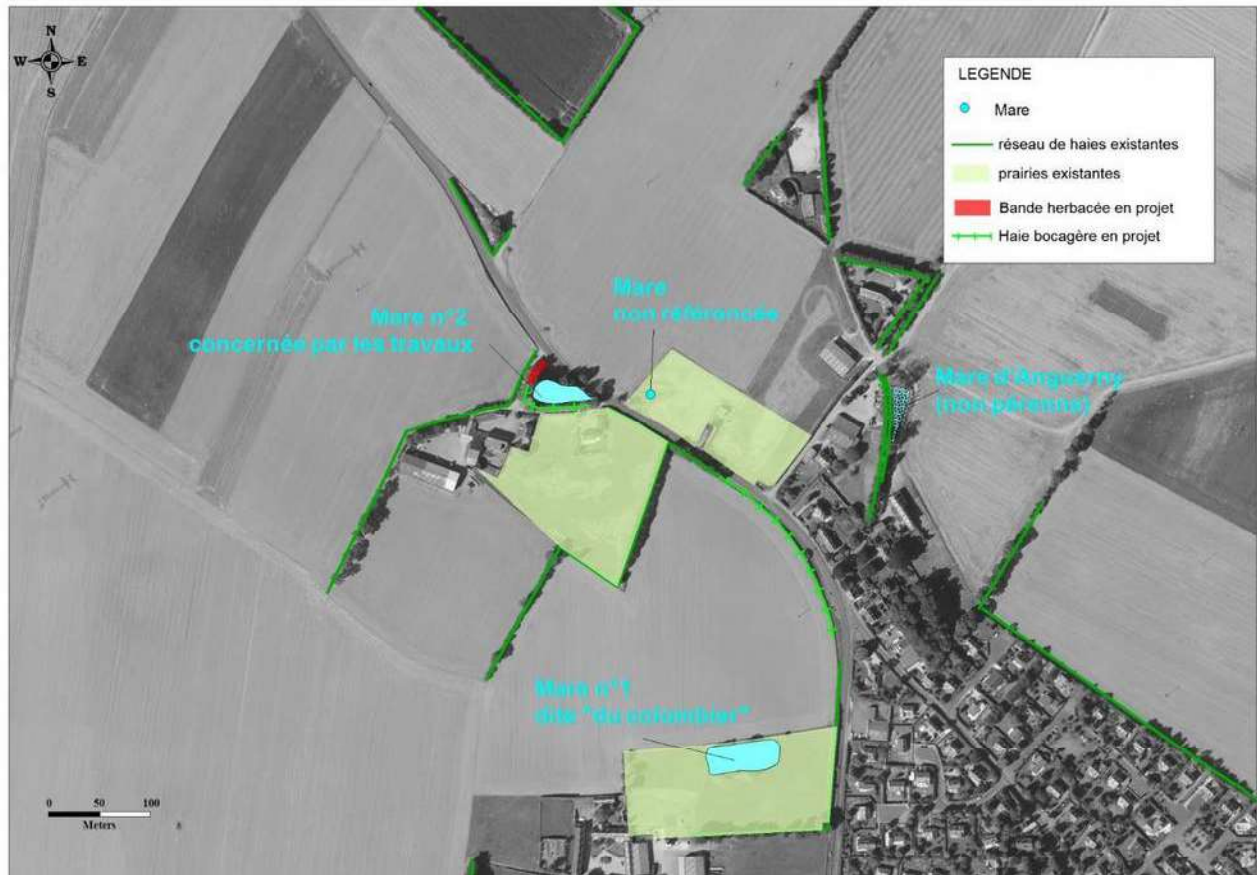 N
W E
S
LEGENDE
Mare
réseau de haies existantes
prairies existantes
Bande herbacée en projet
Haie bocagère en projet
Mare
non référencée
Mare n°2
concernée par les travaux
Mare d'Anguerny
(non pérenne)
Mare n°1
dite "du colombier"
0 50 100
Meters